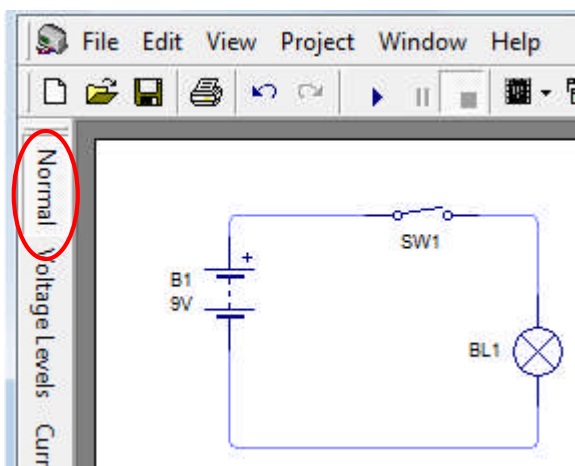 File Edit View Project Window Help
Normal
Voltage Levels
SW1
+
B1
9V
BL1